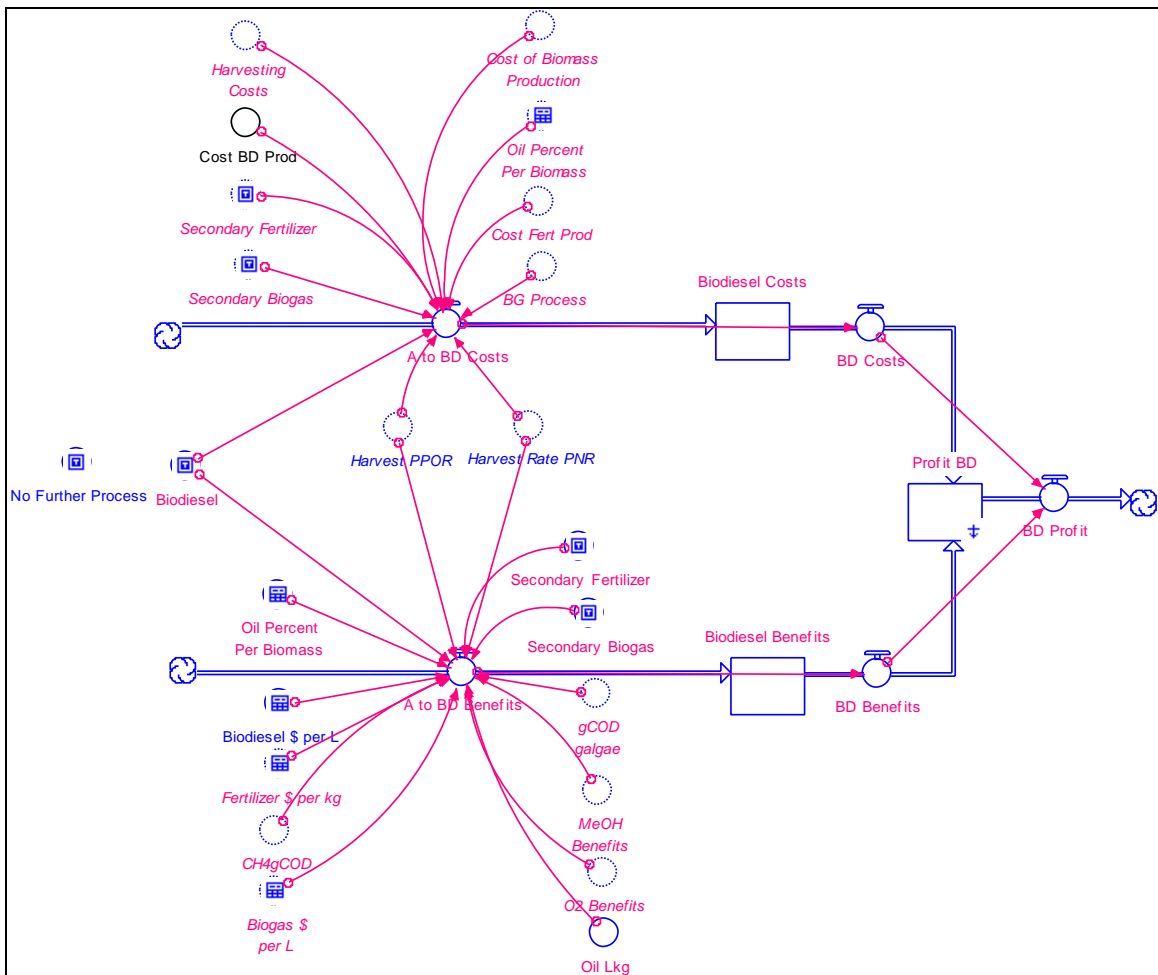 Harvesting
Costs
Cost of Biomass
Production
Cost BD Prod
Oil Percent
Per Biomass
Secondary Fertilizer
Cost Fert Prod
Secondary Biogas
BG Process
Biodiesel Costs
A to BD Costs
BD Costs
Harvest PPOR
Harvest Rate PNR
Profit BD
No Further Process
Biodiesel
BD Profit
Secondary Fertilizer
Oil Percent
Per Biomass
Secondary Biogas
Biodiesel Benefits
A to BD Benefits
BD Benefits
Biodiesel $ per L
gCOD
galgae
Fertilizer $ per kg
MeOH
Benefits
CH4gCOD
O2 Benefits
Biogas $
per L
Oil Lkg